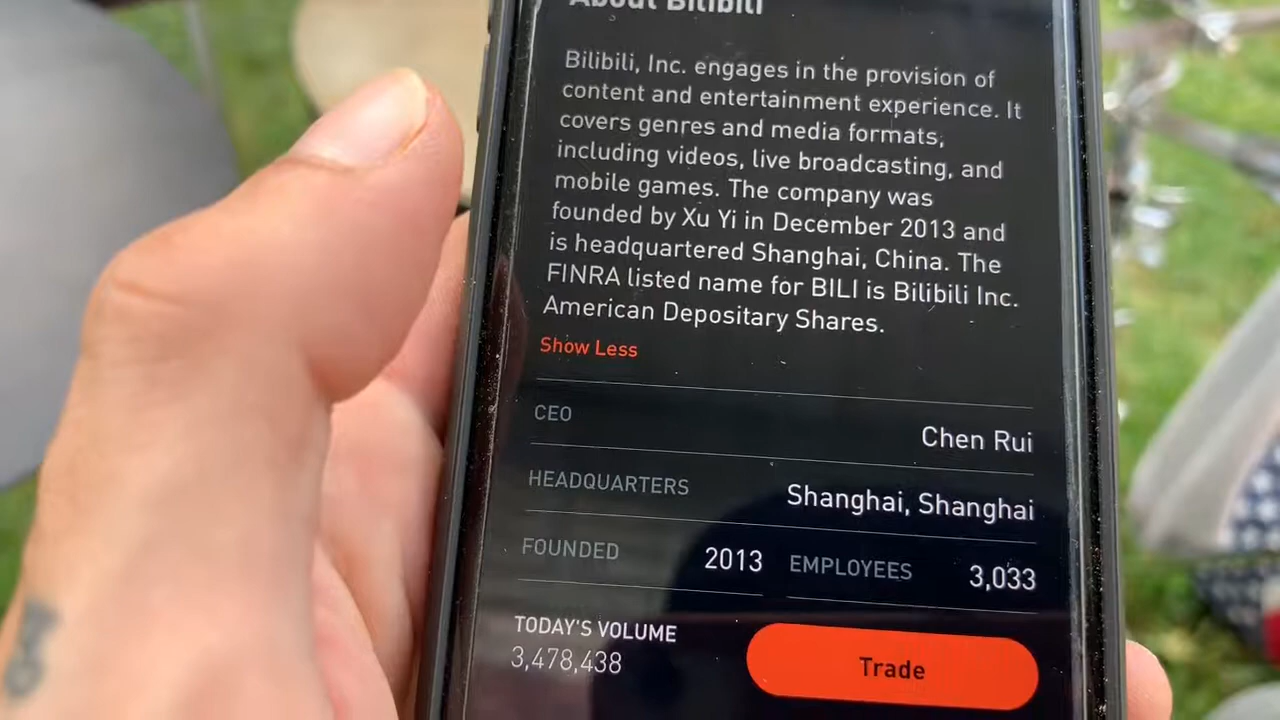 About Bilibili
Bilibili, Inc. engages in the provision of
content and entertainment experience. It
covers genres and media formats,
including videos, live broadcasting, and
mobile games. The company was
founded by Xu Yi in December 2013 and
is headquartered Shanghai, China. The
FINRA listed name for BILI is Bilibili Inc.
American Depositary Shares.
Show Less
CEO Chen Rui
HEADQUARTERS Shanghai, Shanghai
FOUNDED 2013 EMPLOYEES 3,033
TODAY'S VOLUME
3,478,438
Trade